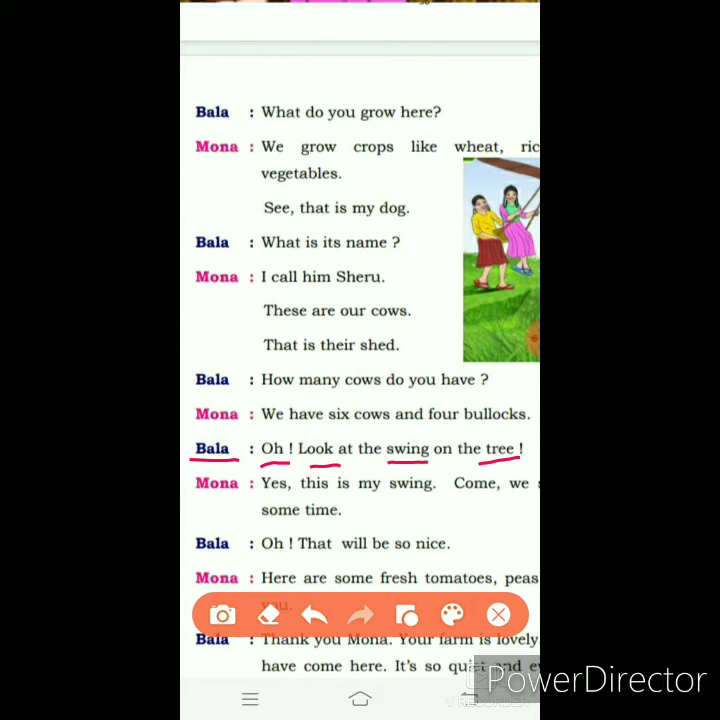 Bala : What do you grow here?
Mona : We grow crops like wheat,
vegetables.
See, that is my dog.
Bala : What is its name ?
Mona : I call him Sheru.
These are our cows.
That is their shed.
Bala : How many cows do you have ?
Mona : We have six cows and four bullocks.
Bala : Oh ! Look at the swing on the tree !
Mona : Yes, this is my swing. Come, we
some time.
Bala : Oh ! That will be so nice.
Mona : Here are some fresh tomatoes, peas
you.
Bala : Thank you Mona. Your farm is lovely
have come here. It's so quiet and
PowerDirector